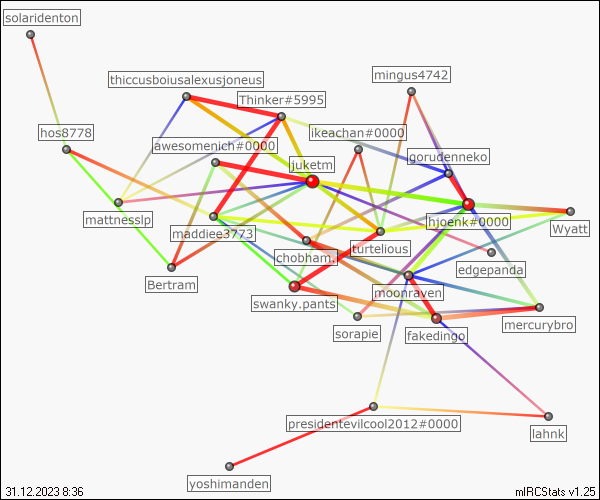 solaridenton
thiccusboiusalexusjoneus
mingus4742
Thinker#5995
hos8778
ikeachan#0000
awesomenich#0000
gorudenneko
juketm
mattnesslp
hjoenk#0000
Wyatt
maddiee3773
turtelious
chobham.
edgepanda
Bertram
moonraven
swanky.pants
mercurybro
sorapie
fakedingo
presidentevilcool2012#0000
lahnk
yoshimanden
31.12.2023 8:36
mIRCStats v1.25